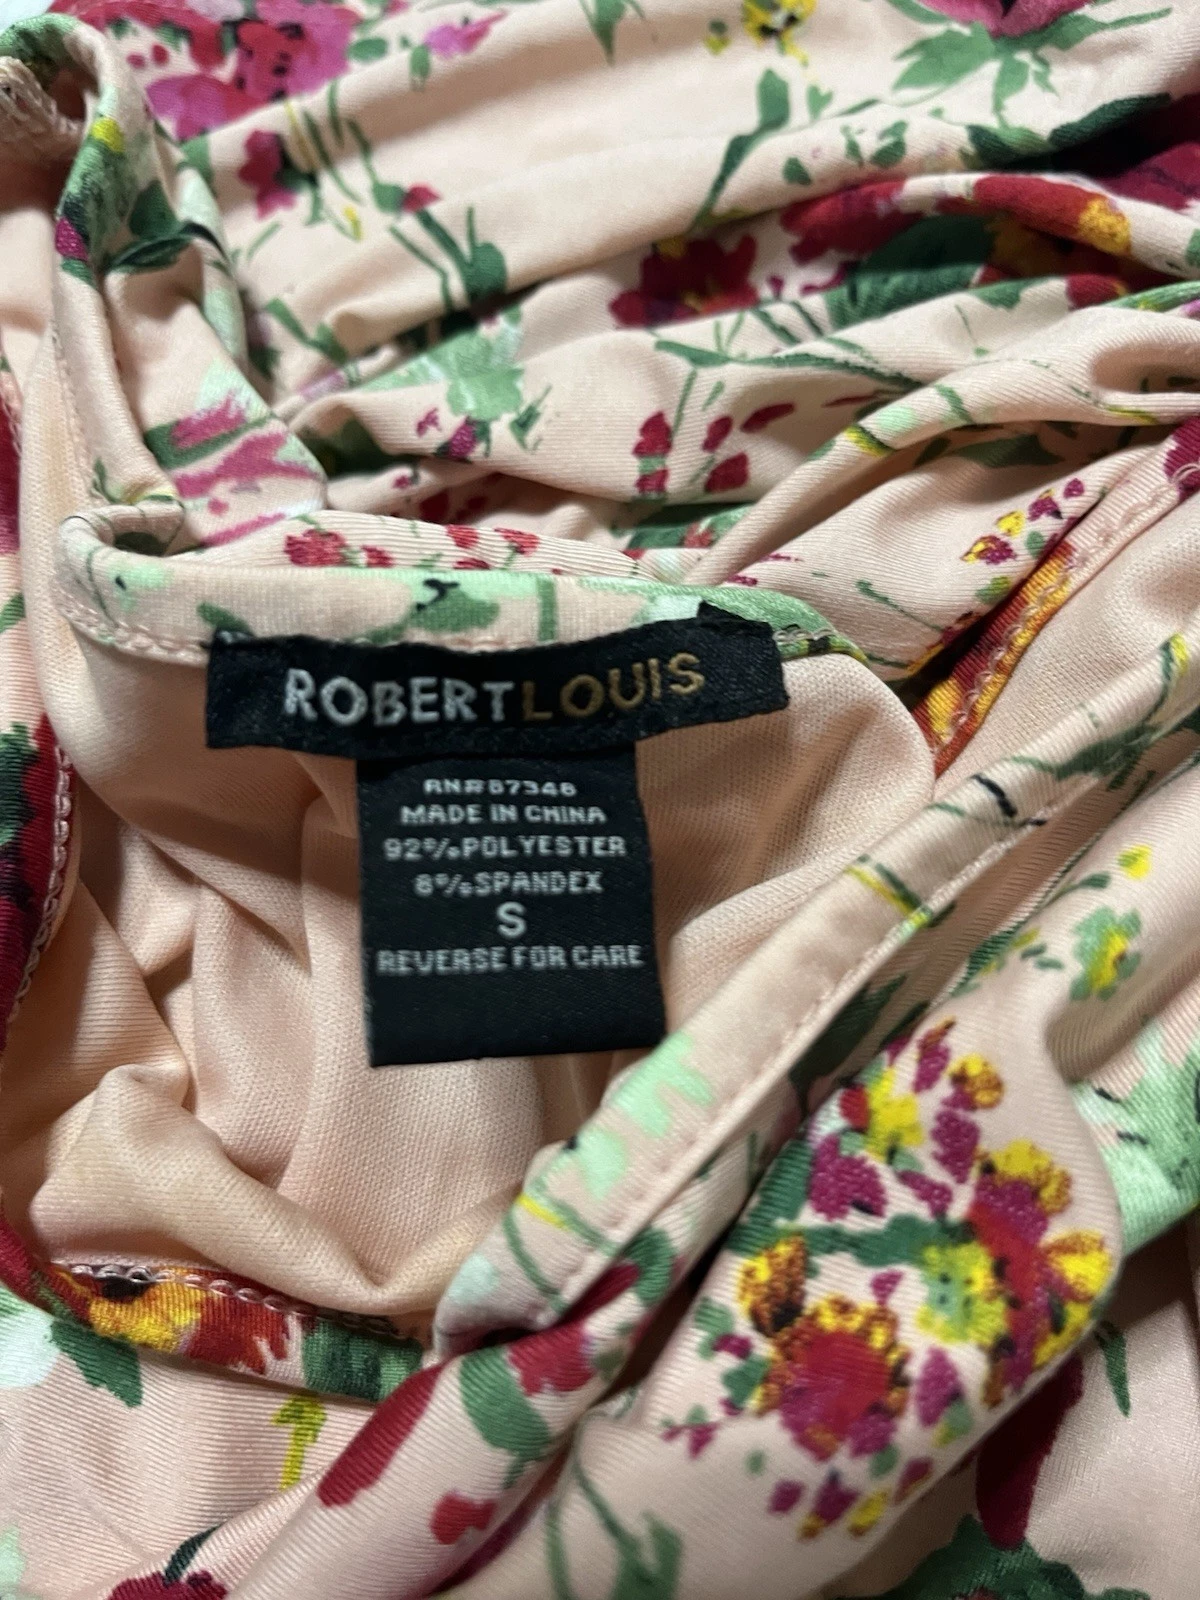 ROBERTLOUIS
RN#87346
MADE IN CHINA
92%POLYESTER
8%SPANDEX
S
REVERSE FOR CARE